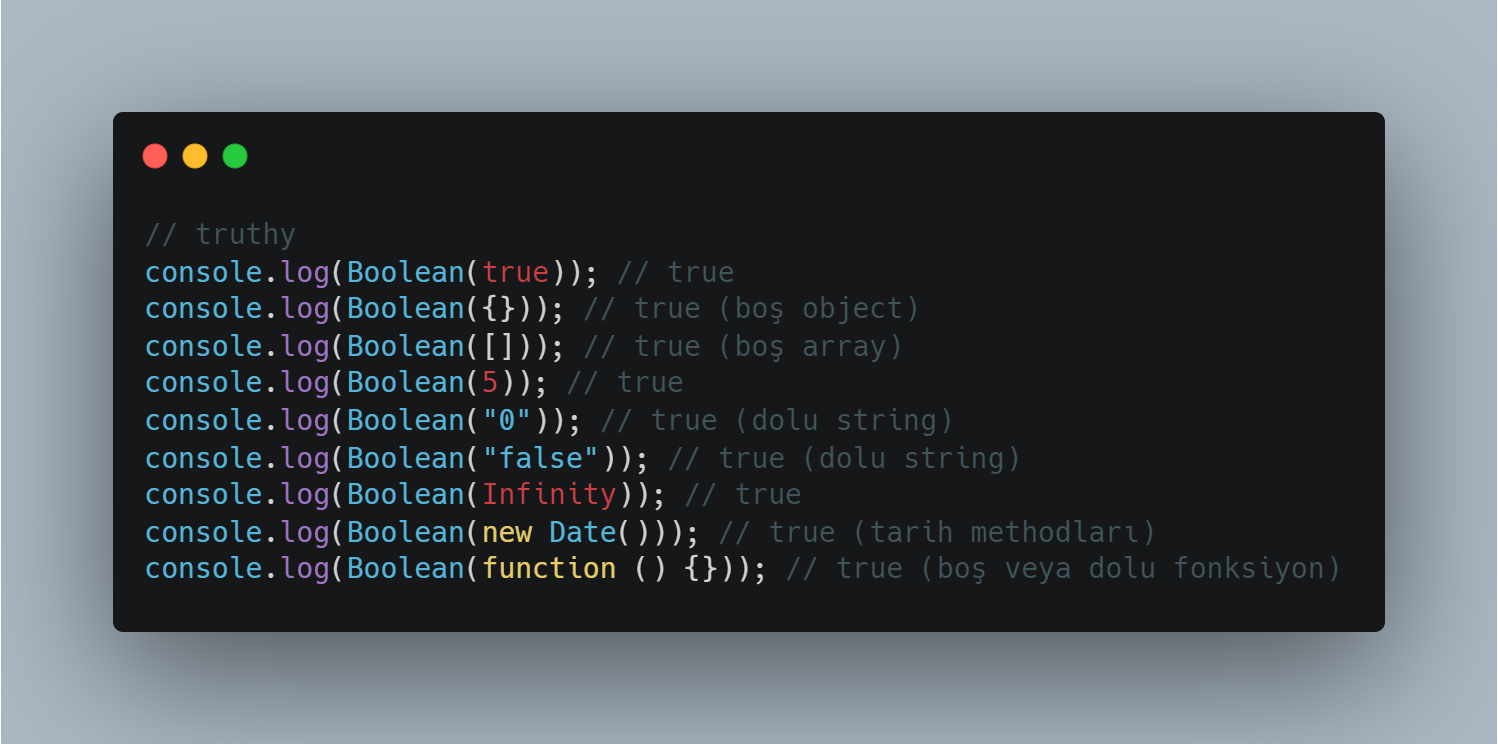 // truthy
console.log(Boolean(true)); // true
console.log(Boolean({})); // true (boş object)
console.log(Boolean([])); // true (boş array)
console.log(Boolean(5)); // true
console.log(Boolean("0")); // true (dolu string)
console.log(Boolean("false")); // true (dolu string)
console.log(Boolean(Infinity)); // true
console.log(Boolean(new Date())); // true (tarih methodları)
console.log(Boolean(function () {})); // true (boş veya dolu fonksiyon)